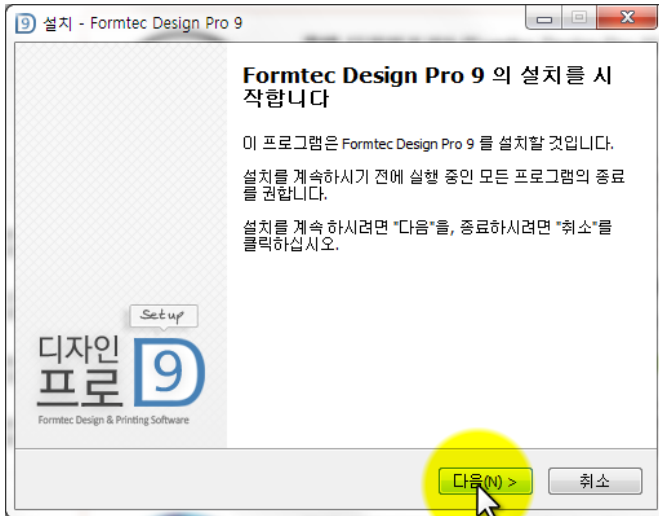 9 설치 - Formtec Design Pro 9
Formtec Design Pro 9 의 설치를 시
작합니다
이 프로그램은 Formtec Design Pro 9 를 설치할 것입니다.
설치를 계속하시기 전에 실행 중인 모든 프로그램의 종료
를 권합니다.
설치를 계속 하시려면 "다음"을, 종료하시려면 "취소"를
클릭하십시오.
Setup
디자인
프로 9
Formtec Design & Printing Software
다음(N) >
취소